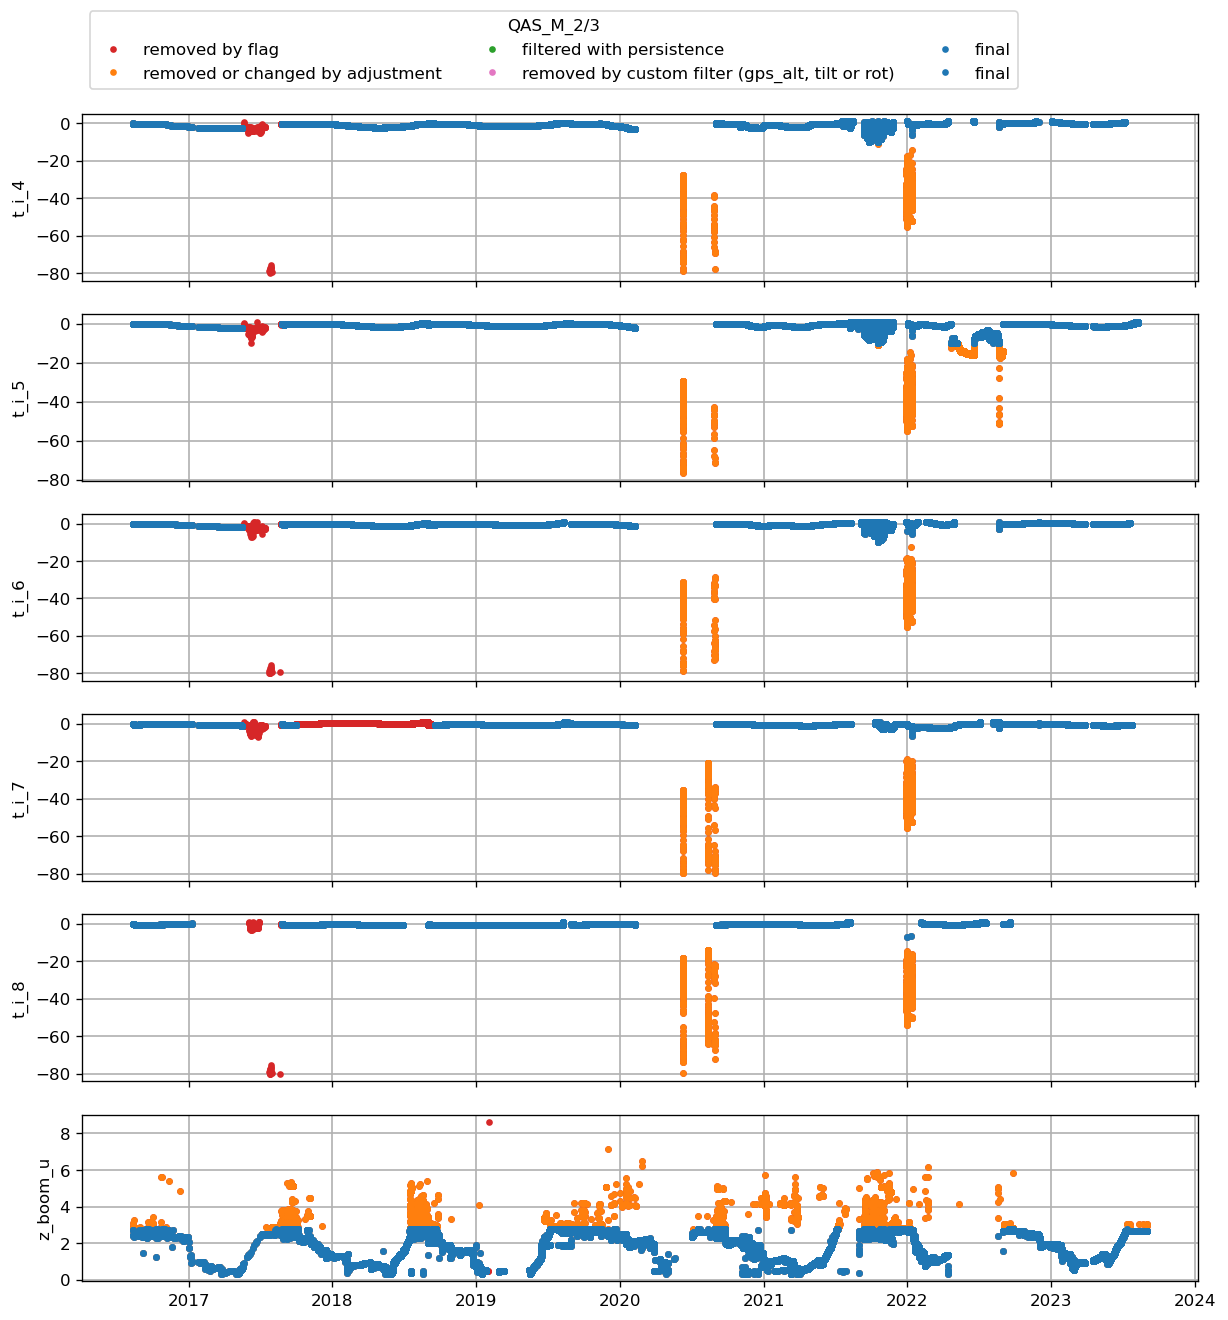 QAS_M_2/3
removed by flag
filtered with persistence
final
removed or changed by adjustment
removed by custom filter (gps_alt, tilt or rot)
final
0
−20
−40
−60
−80
t_i_4
0
−20
−40
−60
−80
t_i_5
0
−20
−40
−60
−80
t_i_6
0
−20
−40
−60
−80
t_i_7
0
−20
−40
−60
−80
t_i_8
8
6
4
2
0
z_boom_u
2017 2018 2019 2020 2021 2022 2023 2024